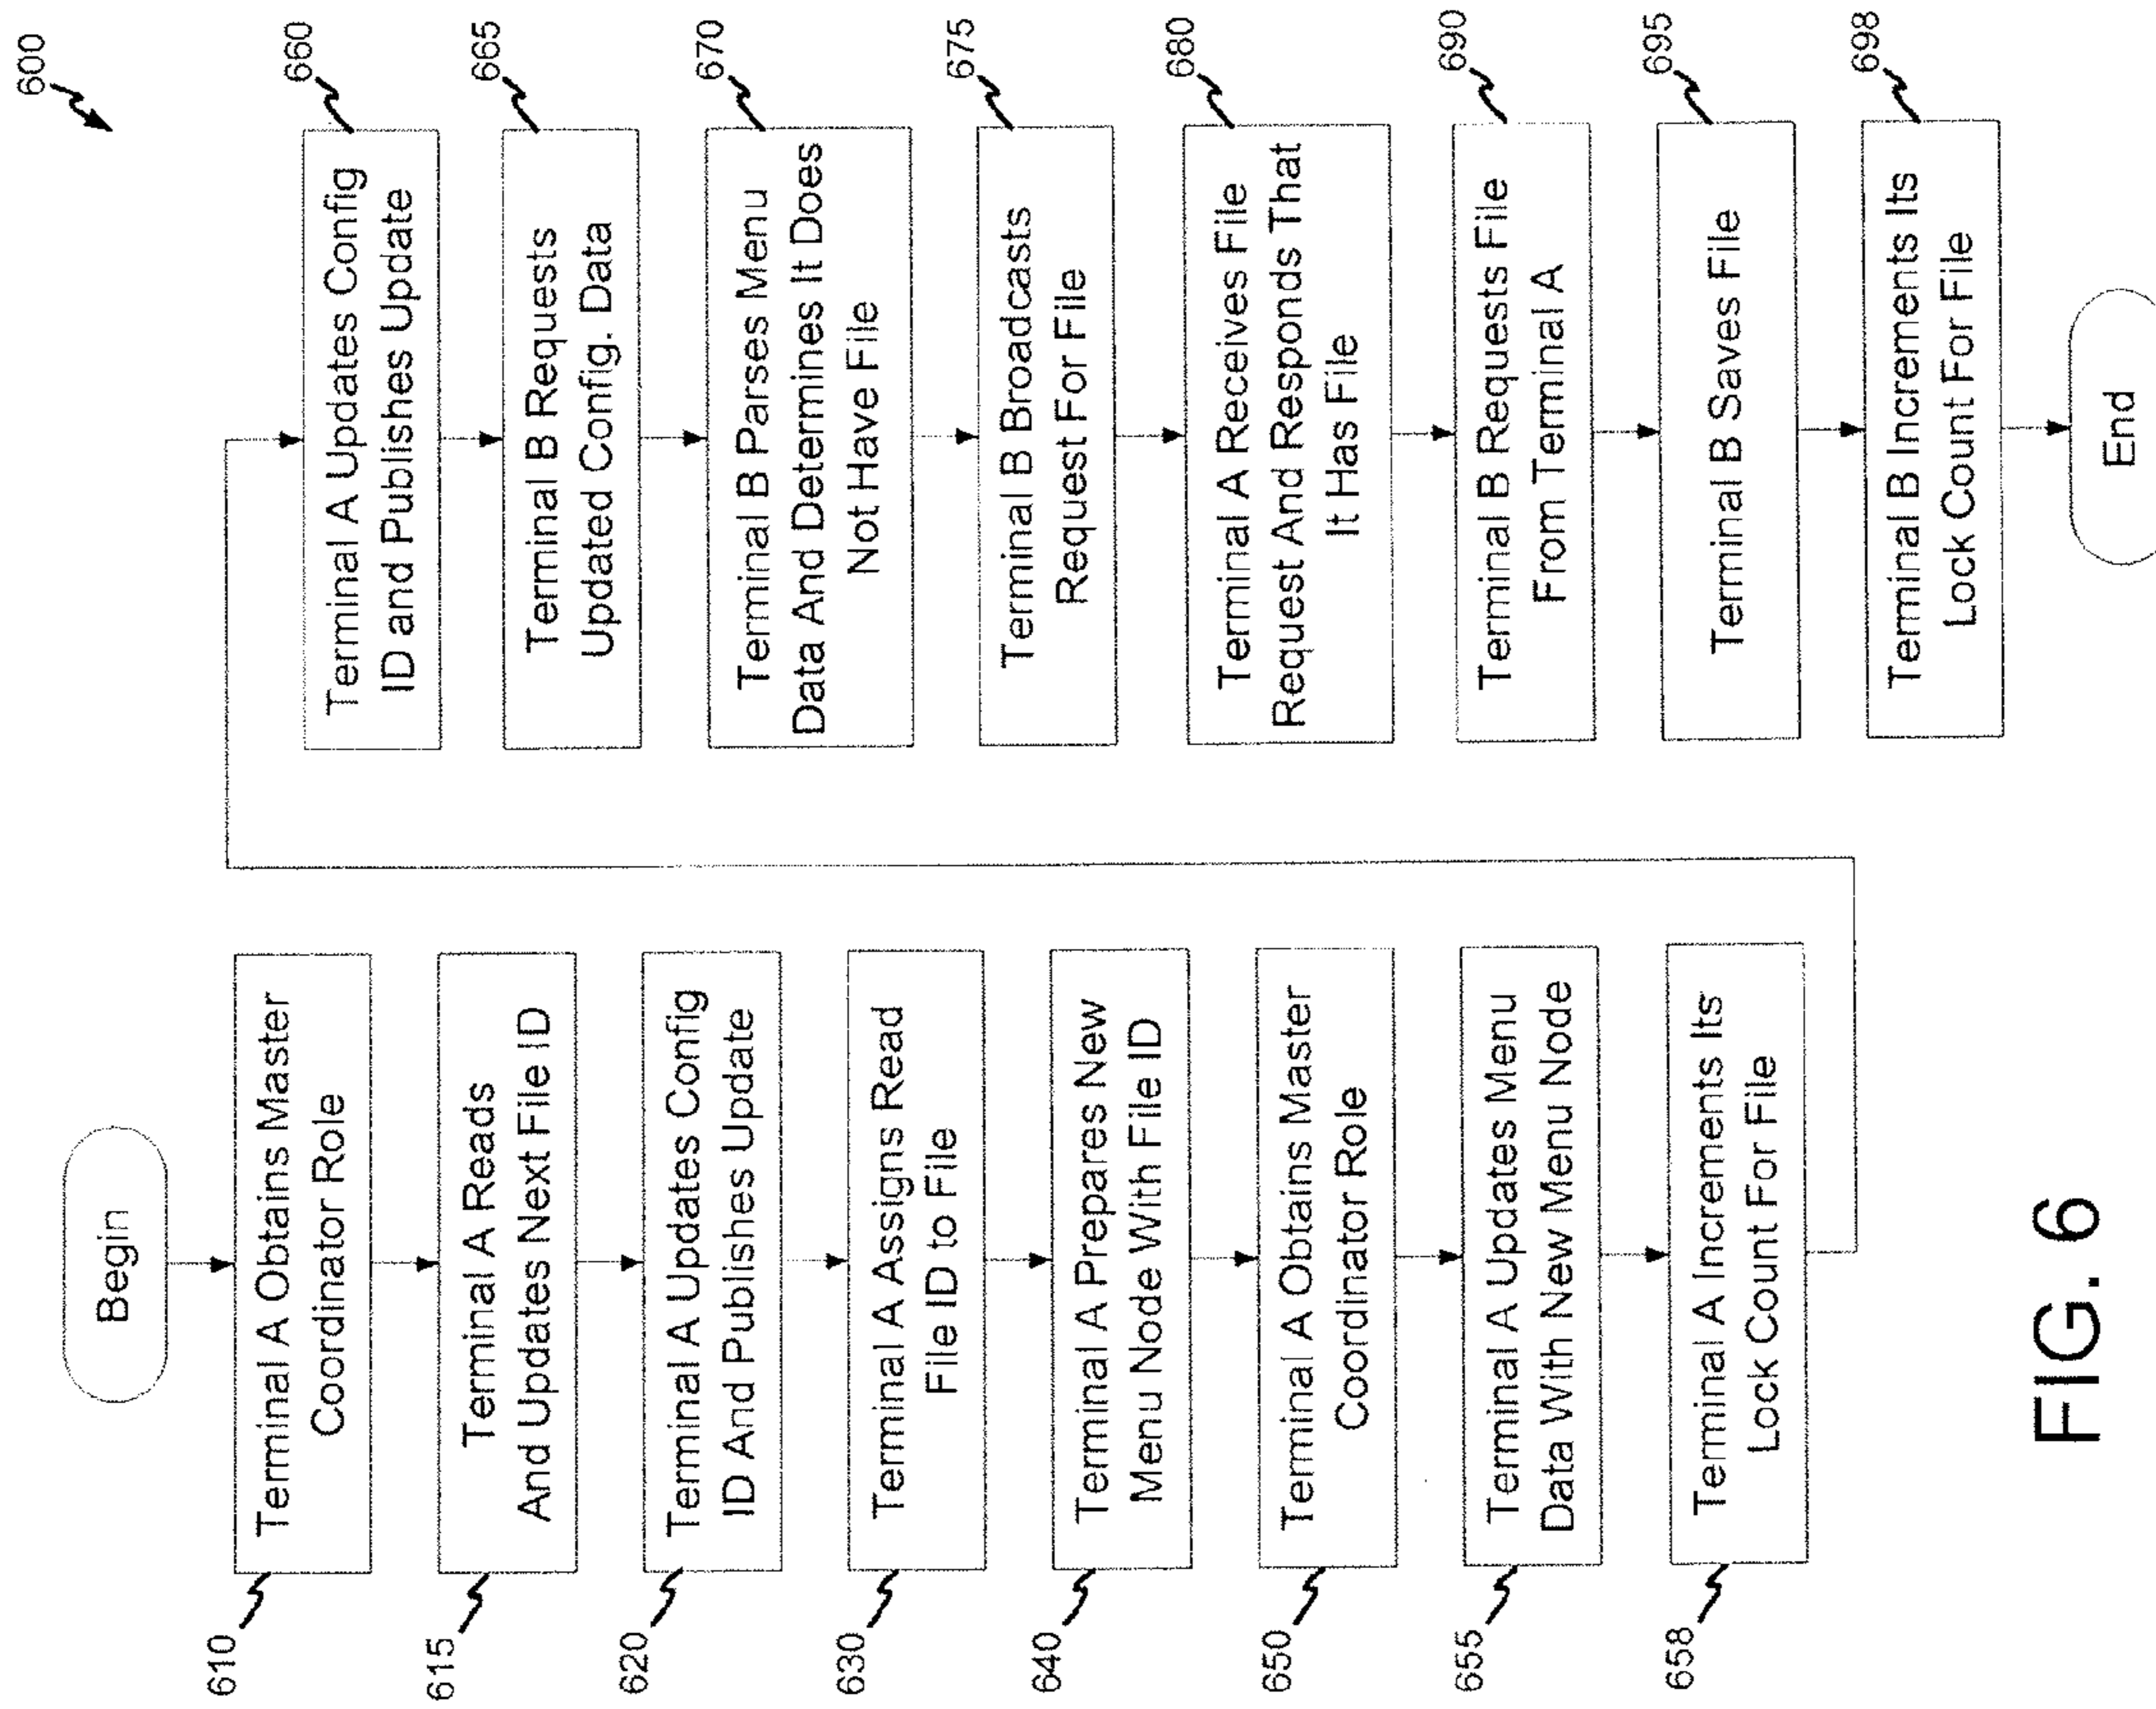 600
Begin
610
Terminal A Obtains Master
Coordinator Role
615
Terminal A Reads
And Updates Next File ID
620
Terminal A Updates Config
ID And Publishes Update
630
Terminal A Assigns Read
File ID to File
640
Terminal A Prepares New
Menu Node With File ID
650
Terminal A Obtains Master
Coordinator Role
655
Terminal A Updates Menu
Data With New Menu Node
658
Terminal A Increments Its
Lock Count For File
660
Terminal A Updates Config
ID and Publishes Update
665
Terminal B Requests
Updated Config. Data
670
Terminal B Parses Menu
Data And Determines It Does
Not Have File
675
Terminal B Broadcasts
Request For File
680
Terminal A Receives File
Request And Responds That
It Has File
690
Terminal B Requests File
From Terminal A
695
Terminal B Saves File
698
Terminal B Increments Its
Lock Count For File
End
FIG. 6